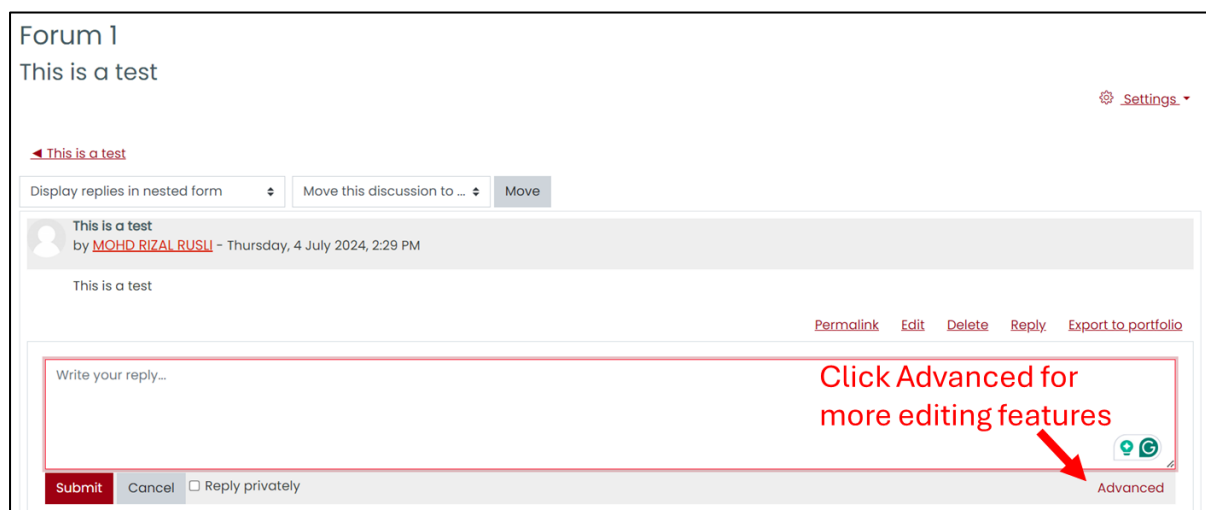 Forum 1
This is a test
Settings
◄ This is a test
Display replies in nested form Move this discussion to ... Move
This is a test
by MOHD RIZAL RUSLI - Thursday, 4 July 2024, 2:29 PM
This is a test
Permalink Edit Delete Reply Export to portfolio
Write your reply...
Click Advanced for
more editing features
G
Submit Cancel Reply privately Advanced